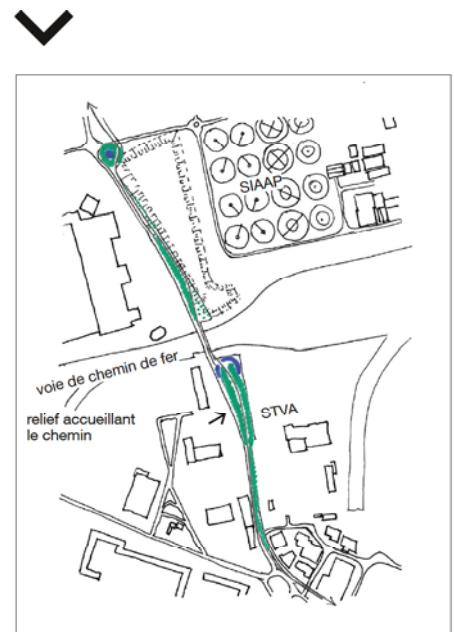 SIAAP
voie de chemin de fer
relief accueillant
le chemin
STVA